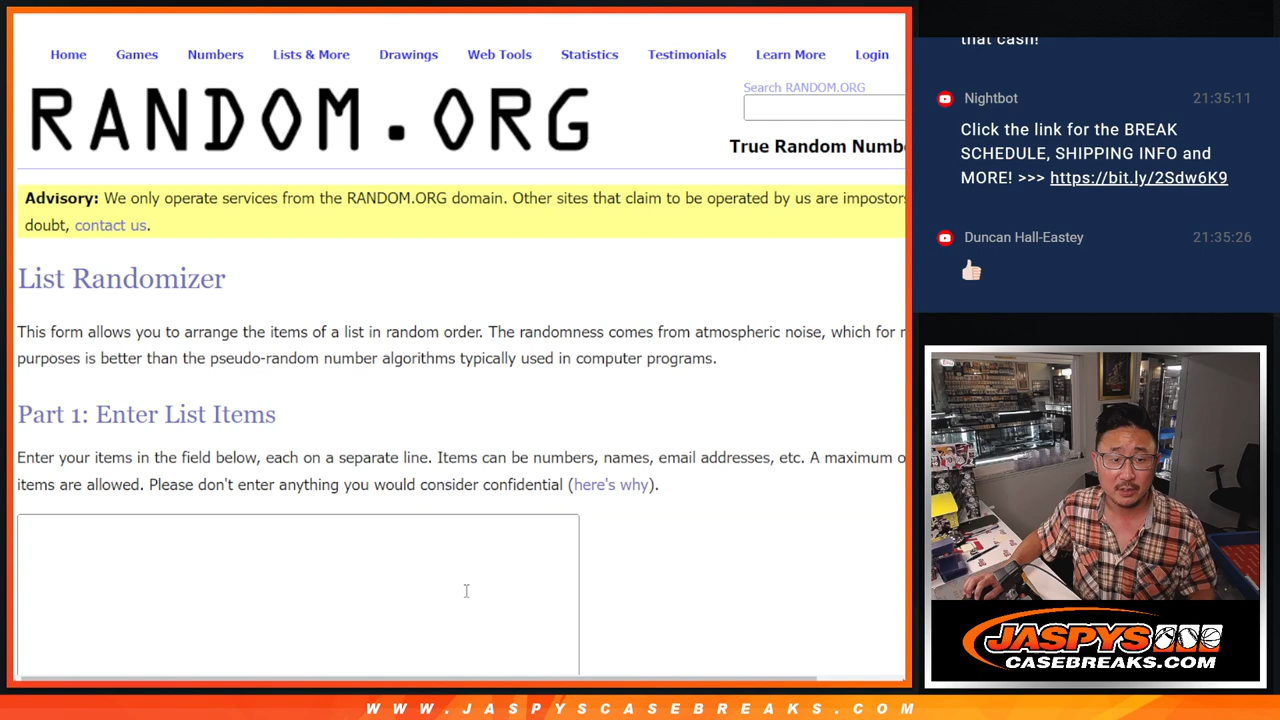 Home Games Numbers Lists & More Drawings Web Tools Statistics Testimonials Learn More Login
RANDOM.ORG
Search RANDOM.ORG
True Random Numb
Advisory: We only operate services from the RANDOM.ORG domain. Other sites that claim to be operated by us are impostors
doubt, contact us.
List Randomizer
This form allows you to arrange the items of a list in random order. The randomness comes from atmospheric noise, which for
purposes is better than the pseudo-random number algorithms typically used in computer programs.
Part 1: Enter List Items
Enter your items in the field below, each on a separate line. Items can be numbers, names, email addresses, etc. A maximum
items are allowed. Please don't enter anything you would consider confidential (here's why).
that cash!
Nightbot 21:35:11
Click the link for the BREAK
SCHEDULE, SHIPPING INFO and
MORE! >>> https://bit.ly/2Sdw6K9
Duncan Hall-Eastey 21:35:26
JASPYS
CASEBREAKS.COM
WWW.JASPYSCASEBREAKS.COM